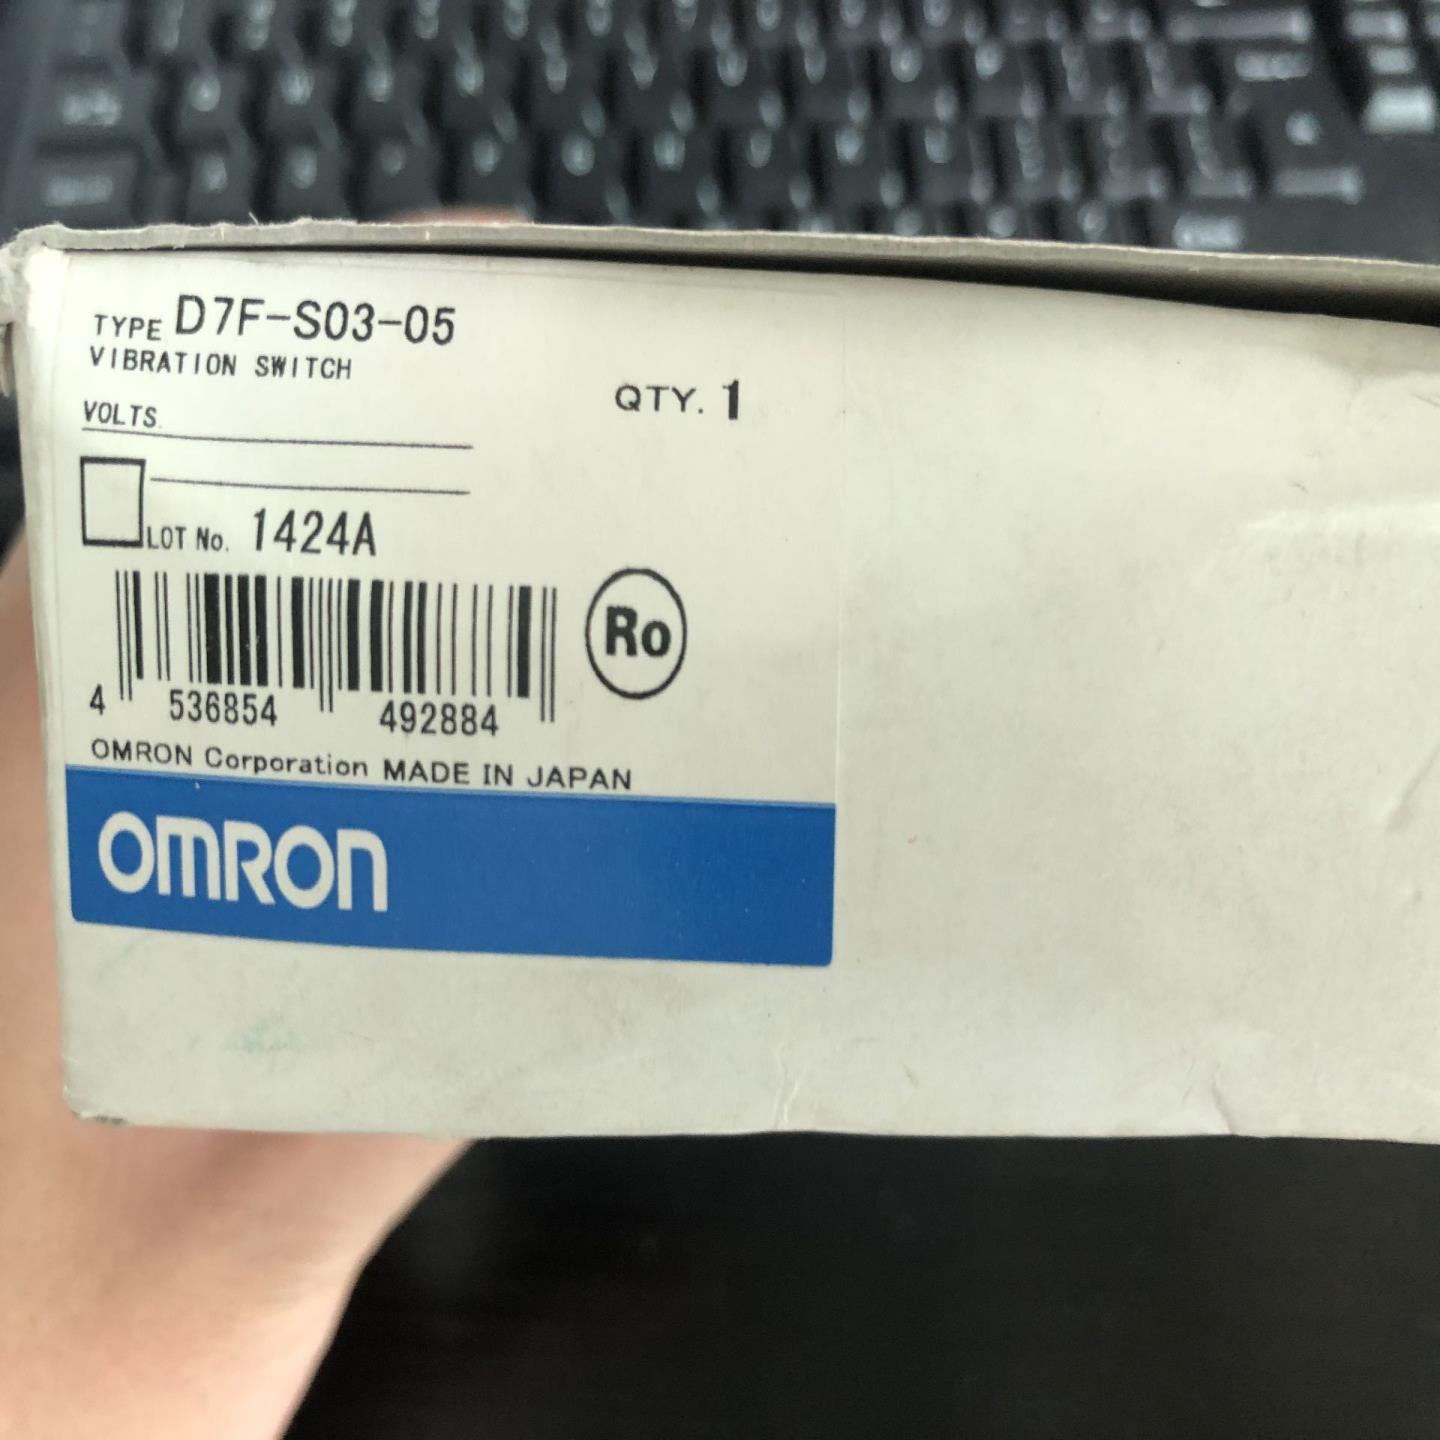 TYPE D7F-S03-05
VIBRATION SWITCH
QTY. 1
VOLTS.
LOT No. 1424A
Ro
4 536854 492884
OMRON Corporation MADE IN JAPAN
OMRON